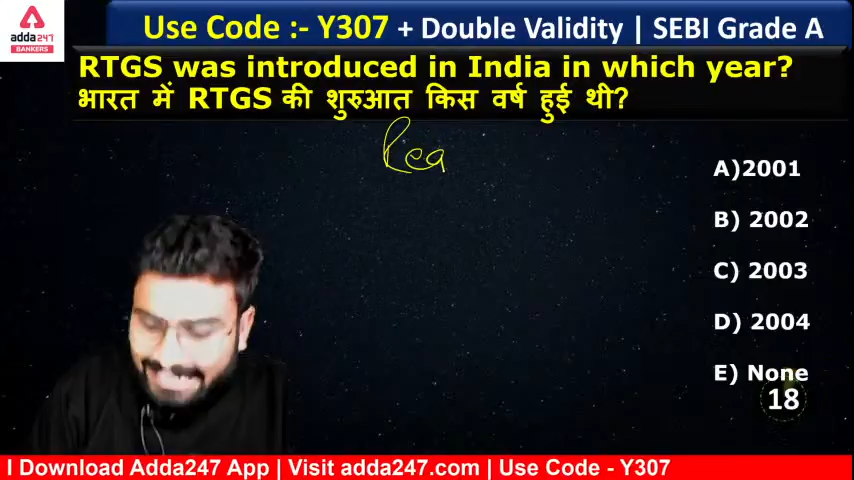 adda247
BANKERS
Use Code :- Y307 + Double Validity | SEBI Grade A
RTGS was introduced in India in which year?
भारत में RTGS की शुरुआत किस वर्ष हुई थी?
Rea
A)2001
B) 2002
C) 2003
D) 2004
E) None
18
I Download Adda247 App | Visit adda247.com | Use Code - Y307